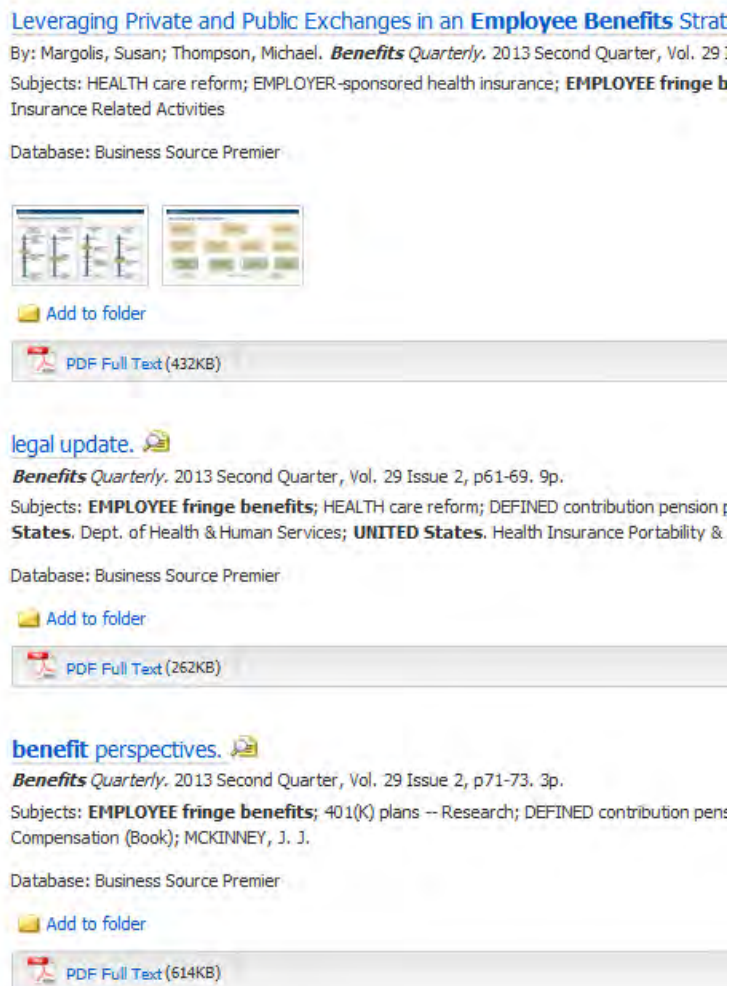 Leveraging Private and Public Exchanges in an Employee Benefits Strat
By: Margolis, Susan; Thompson, Michael. Benefits Quarterly. 2013 Second Quarter, Vol. 29
Subjects: HEALTH care reform; EMPLOYER-sponsored health insurance; EMPLOYEE fringe b
Insurance Related Activities
Database: Business Source Premier
Add to folder
PDF Full Text (432KB)
legal update.
Benefits Quarterly. 2013 Second Quarter, Vol. 29 Issue 2, p61-69. 9p.
Subjects: EMPLOYEE fringe benefits; HEALTH care reform; DEFINED contribution pension p
States. Dept. of Health & Human Services; UNITED States. Health Insurance Portability &
Database: Business Source Premier
Add to folder
PDF Full Text (262KB)
benefit perspectives.
Benefits Quarterly. 2013 Second Quarter, Vol. 29 Issue 2, p71-73. 3p.
Subjects: EMPLOYEE fringe benefits; 401(K) plans -- Research; DEFINED contribution pens
Compensation (Book); MCKINNEY, J. J.
Database: Business Source Premier
Add to folder
PDF Full Text (614KB)